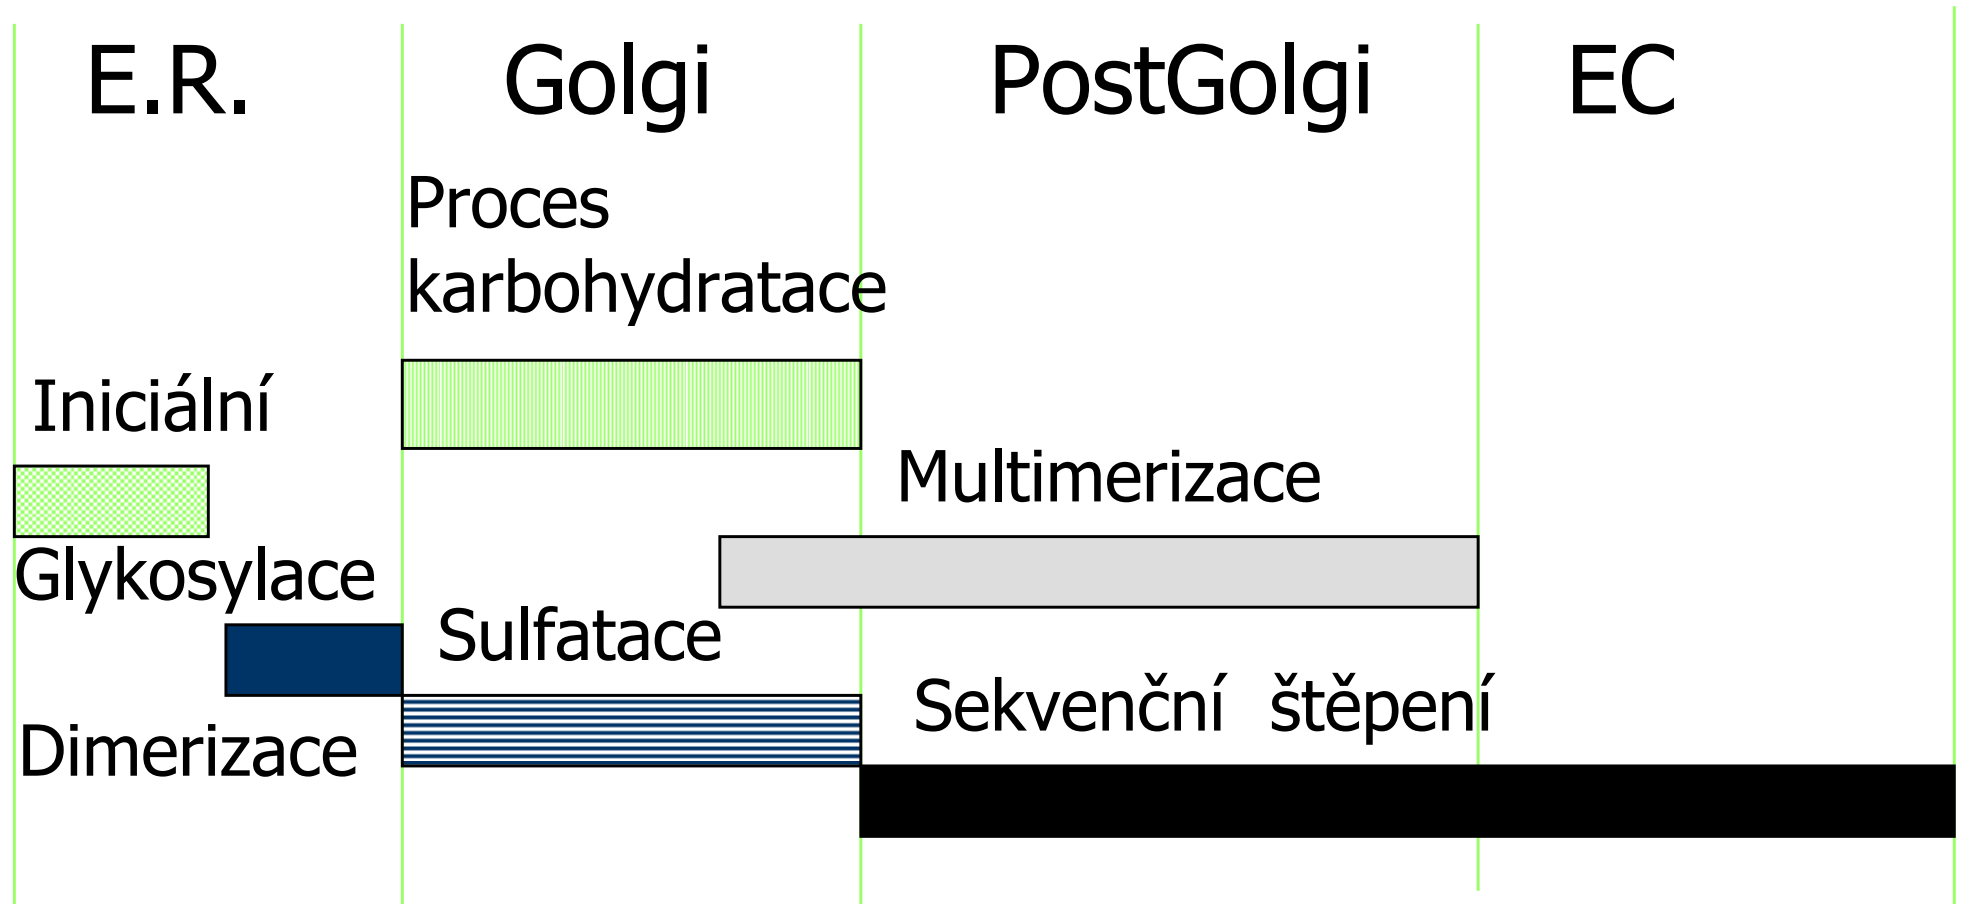 E.R. Golgi PostGolgi EC
Proces
karbohydratace
Iniciální
Multimerizace
Glykosylace
Sulfatace
Sekvenční štěpení
Dimerizace